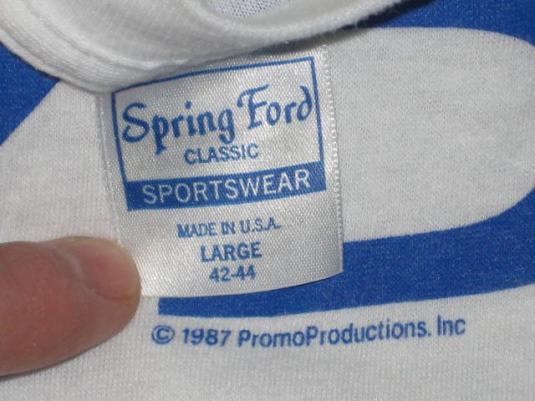 Spring Ford
CLASSIC
SPORTSWEAR
MADE IN U.S.A.
LARGE
42-44
© 1987 PromoProductions. Inc